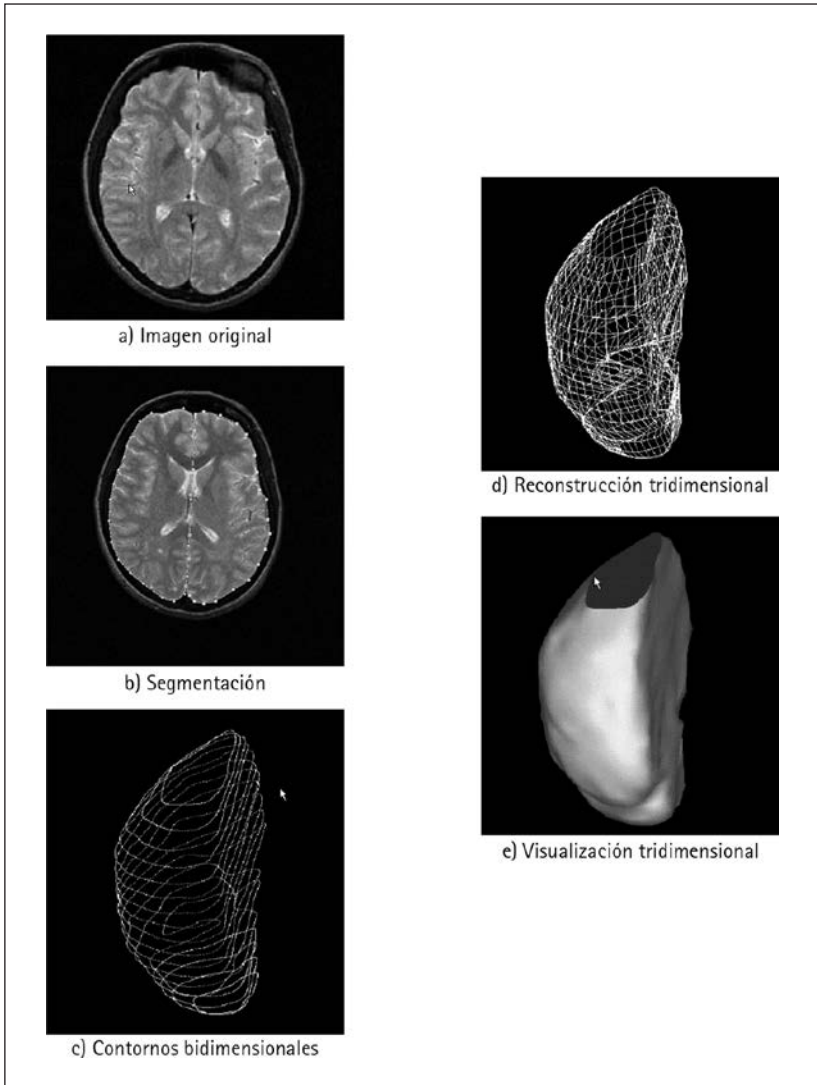 a) Imagen original
b) Segmentación
c) Contornos bidimensionales
d) Reconstrucción tridimensional
e) Visualización tridimensional